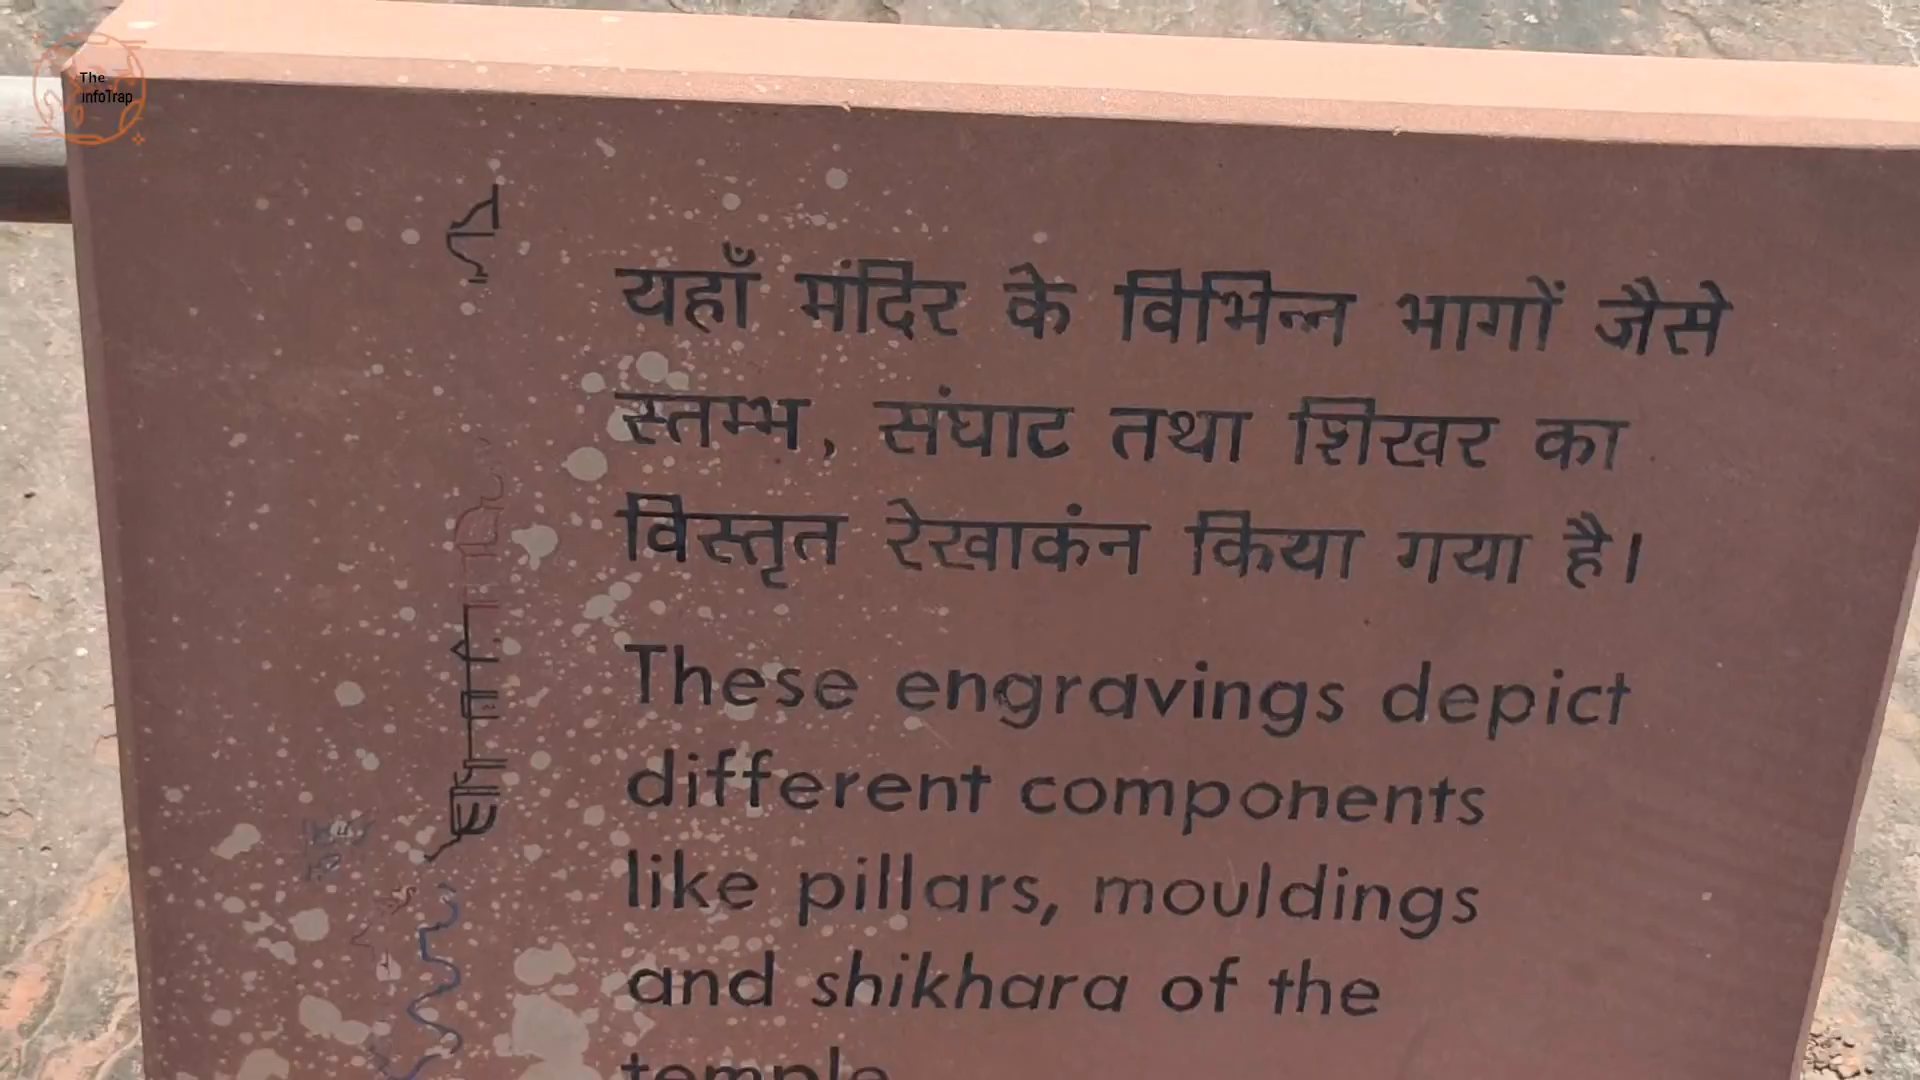 The
infoTrap
यहाँ मंदिर के विभिन्न भागों जैसे
स्तम्भ, संघाट तथा शिखर का
विस्तृत रेखाकंन किया गया है।
These engravings depict
different components
like pillars, mouldings
and shikhara of the
temple